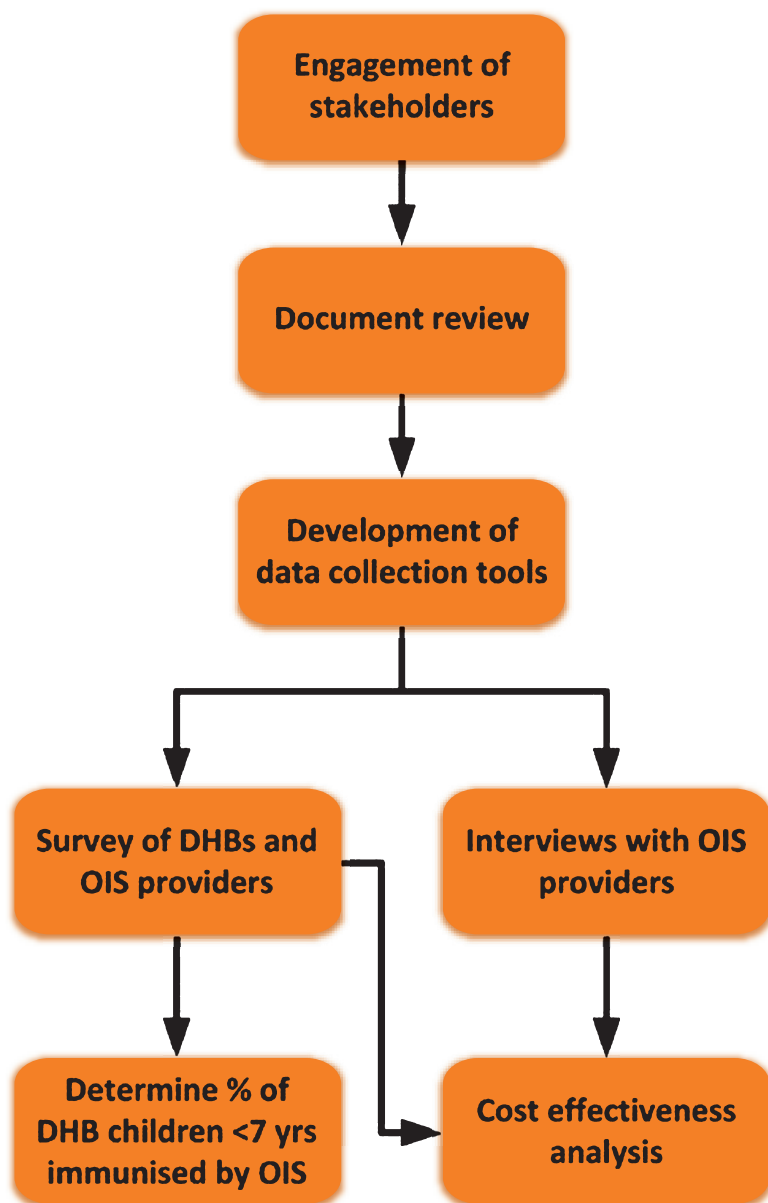 Engagement of
stakeholders
Document review
Development of
data collection tools
Survey of DHBs and
OIS providers
Interviews with OIS
providers
Determine % of
DHB children <7 yrs
immunised by OIS
Cost effectiveness
analysis